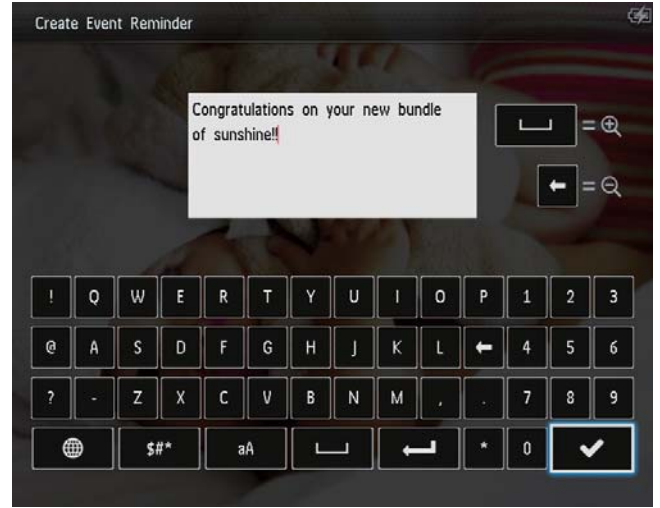 Create Event Reminder
Congratulations on your new bundle
of sunshine!!
=
=
! Q W E R T Y U I O P 1 2 3
@ A S D F G H J K L 4 5 6
? - Z X C V B N M , . 7 8 9
$#* aA * 0